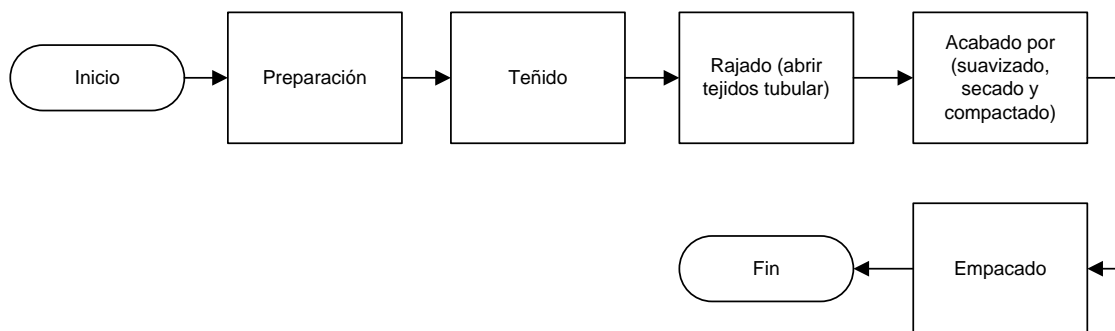 Inicio
Preparación
Teñido
Rajado (abrir
tejidos tubular)
Acabado por
(suavizado,
secado y
compactado)
Fin
Empacado